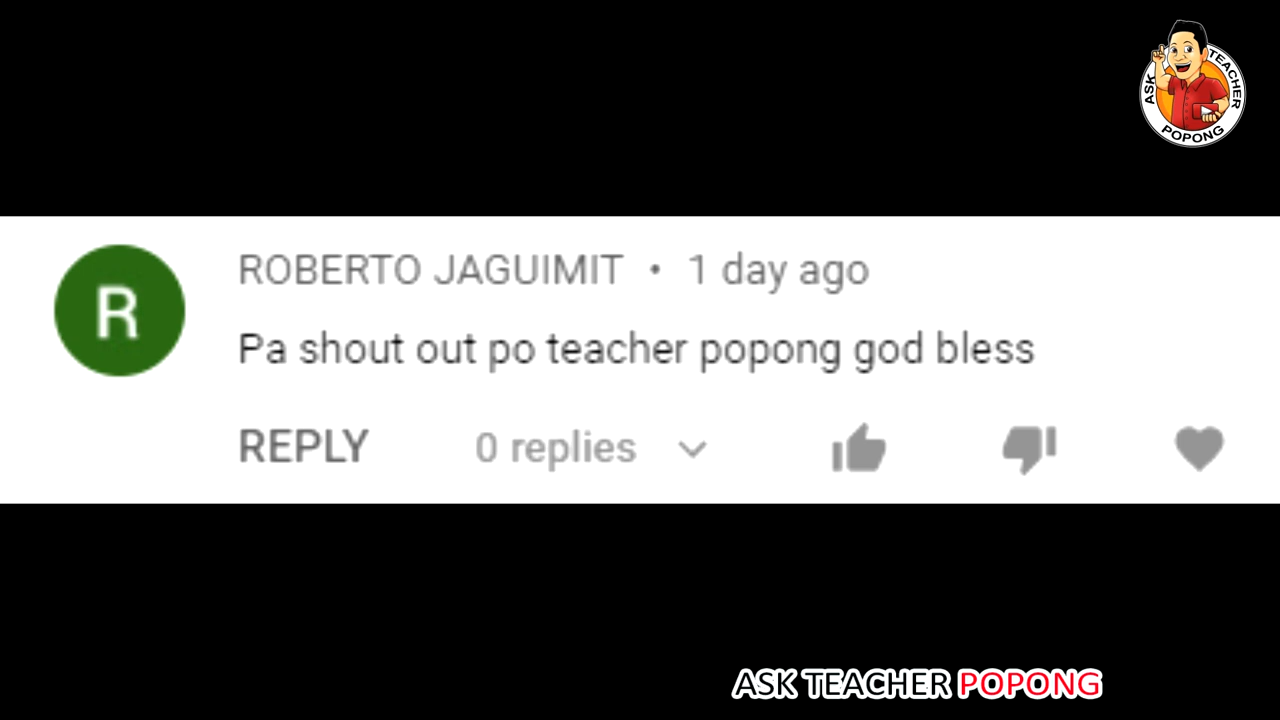 ASK TEACHER POPONG
R
ROBERTO JAGUIMIT • 1 day ago
Pa shout out po teacher popong god bless
REPLY 0 replies
ASK TEACHER POPONG